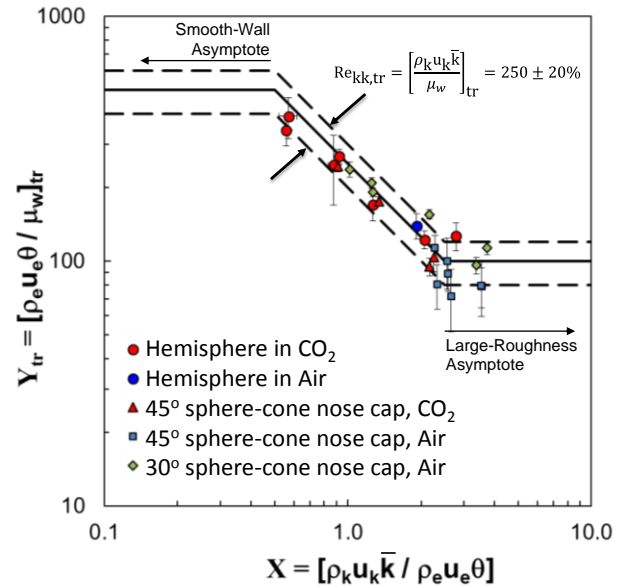 1000
Smooth-Wall
Asymptote
Re_kk,tr = [ρ_k u_k k̅ / μ_w]_tr = 250 ± 20%
Y_tr = [ρ_e u_e θ / μ_w]_tr
100
Hemisphere in CO₂
Hemisphere in Air
45° sphere-cone nose cap, CO₂
45° sphere-cone nose cap, Air
30° sphere-cone nose cap, Air
Large-Roughness
Asymptote
10
0.1 1.0 10.0
X = [ρ_k u_k k̅ / ρ_e u_e θ]